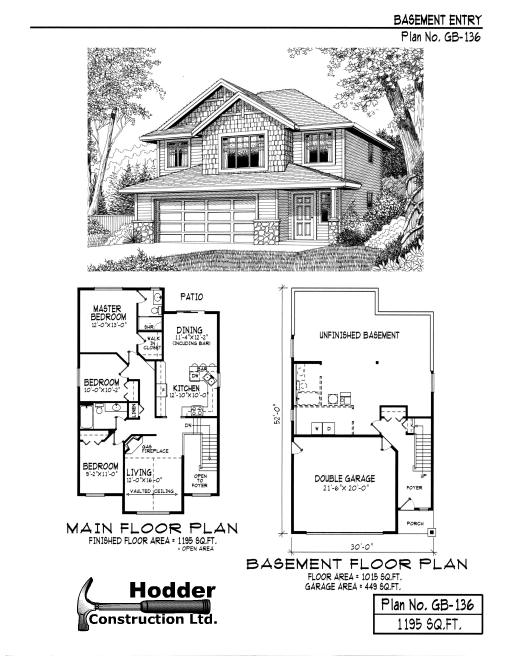 BASEMENT ENTRY
Plan No. GB-136
PATIO
MASTER
BEDROOM
12'-0"X13'-0"
SHR.
WALK
IN
CLOSET
DINING
11'-4"X12'-2"
(INCLUDING BAR)
BAR
BEDROOM
10'-0"X10'-2"
KITCHEN
12'-10"X10'-0"
LINEN
DN
DN
GAS
FIREPLACE
BEDROOM
9'-2"X11'-0"
LIVING
12'-0"X16'-0"
VAULTED CEILING
OPEN
TO
FOYER
MAIN FLOOR PLAN
FINISHED FLOOR AREA = 1195 SQ.FT.
- OPEN AREA
UNFINISHED BASEMENT
52'-0"
W
D
DOUBLE GARAGE
21'-6" X 20'-0"
FOYER
PORCH
30'-0"
BASEMENT FLOOR PLAN
FLOOR AREA = 1015 SQ.FT.
GARAGE AREA = 449 SQ.FT.
Hodder
Construction Ltd.
Plan No. GB-136
1195 SQ.FT.